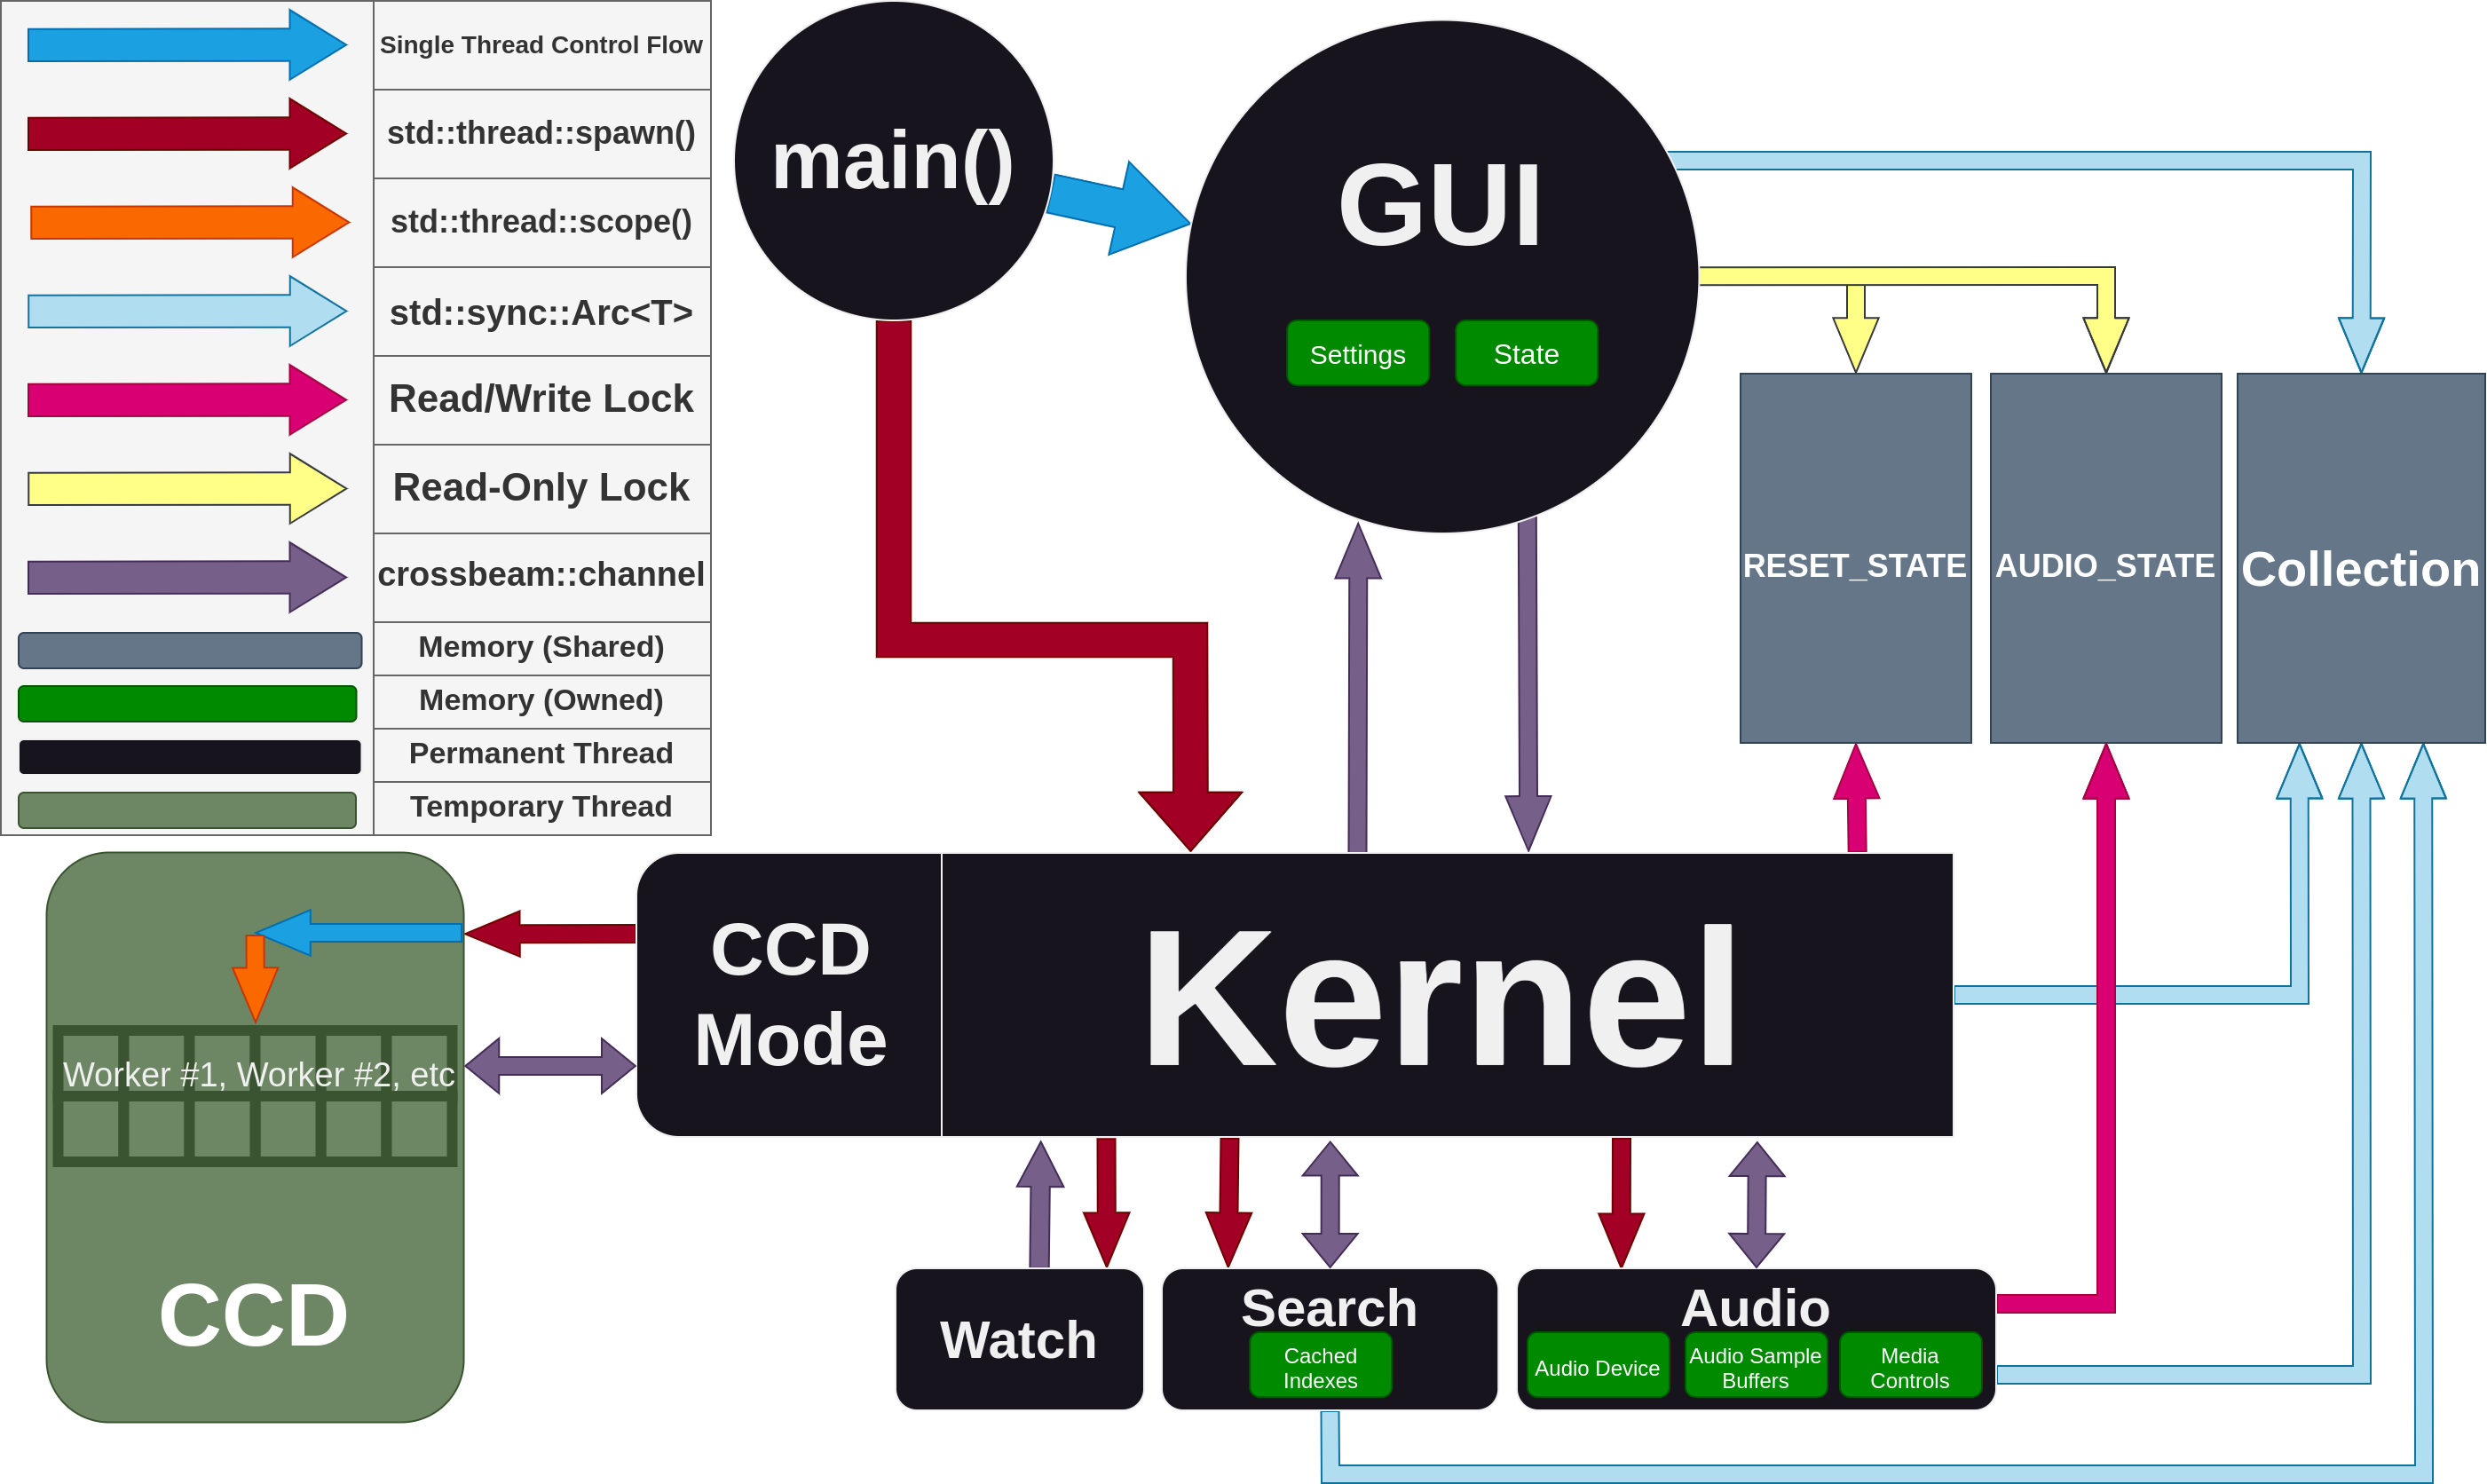 Single Thread Control Flow
std::thread::spawn()
std::thread::scope()
std::sync::Arc<T>
Read/Write Lock
Read-Only Lock
crossbeam::channel
Memory (Shared)
Memory (Owned)
Permanent Thread
Temporary Thread
main()
GUI
Settings
State
RESET_STATE
AUDIO_STATE
Collection
CCD
Mode
Kernel
Worker #1, Worker #2, etc
CCD
Watch
Search
Cached
Indexes
Audio
Audio Device
Audio Sample
Buffers
Media
Controls